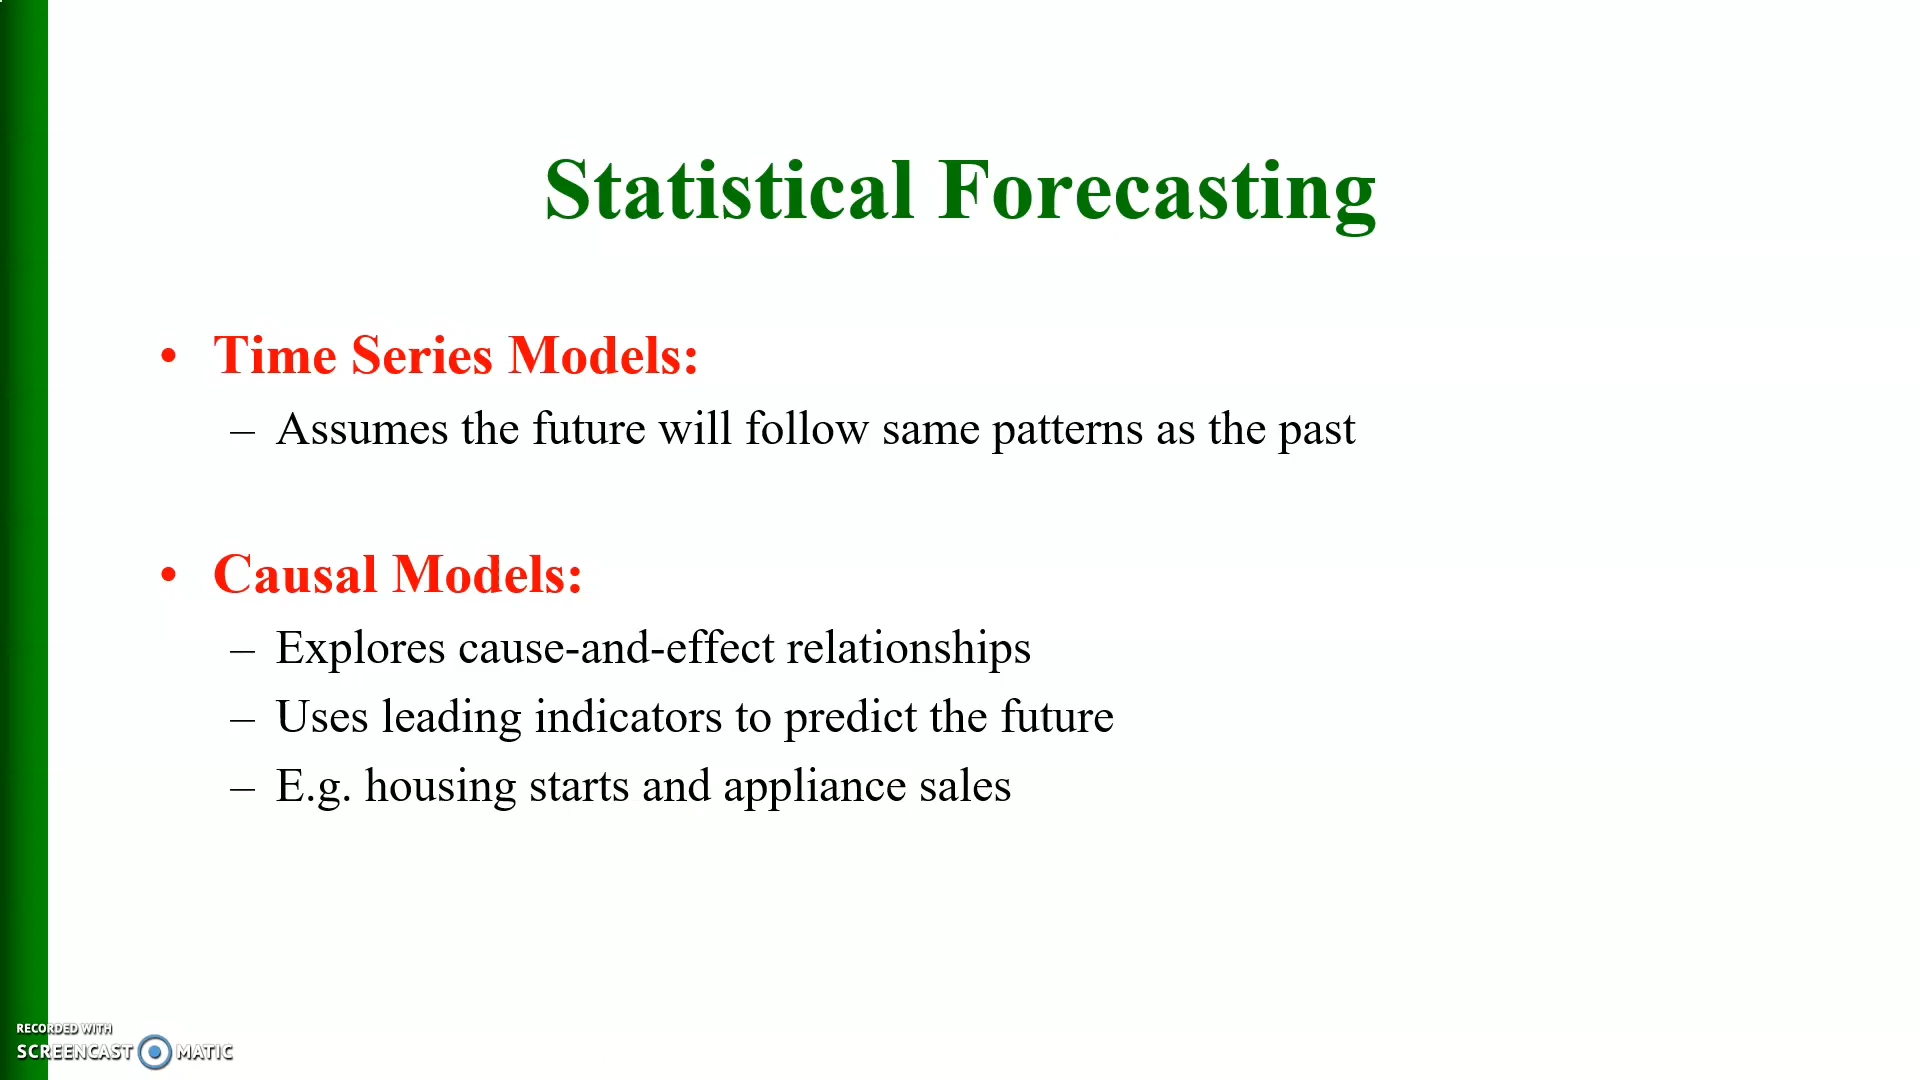 Statistical Forecasting
• Time Series Models:
– Assumes the future will follow same patterns as the past
• Causal Models:
– Explores cause-and-effect relationships
– Uses leading indicators to predict the future
– E.g. housing starts and appliance sales
RECORDED WITH
SCREENCAST MATIC